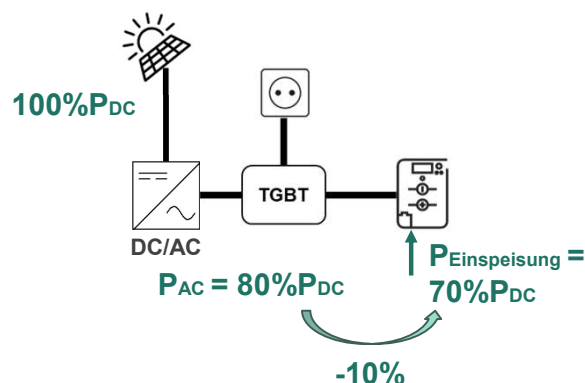 100%PDC
TGBT
DC/AC
PAC = 80%PDC
PEinspeisung =
70%PDC
-10%